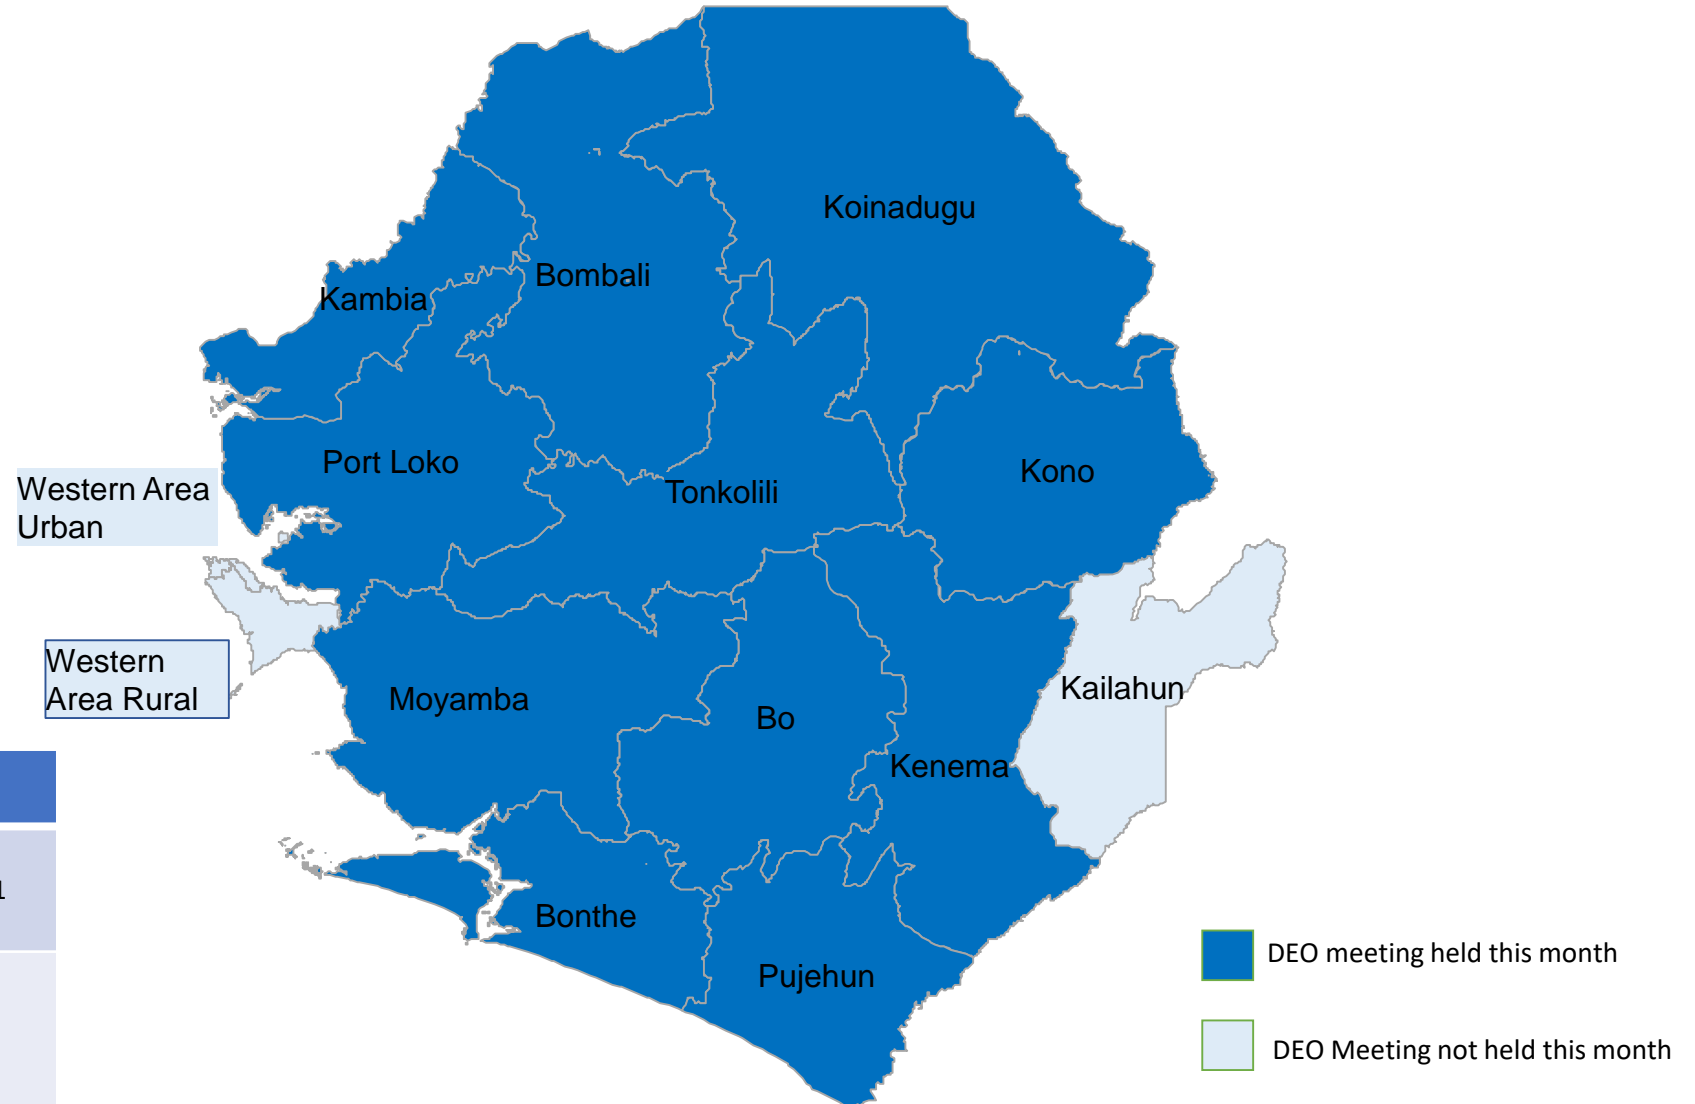 Koinadugu
Bombali
Kambia
Port Loko
Kono
Western Area
Urban
Tonkolili
Western
Area Rural
Kailahun
Moyamba
Bo
Kenema
1
Bonthe
Pujehun
DEO meeting held this month
DEO Meeting not held this month